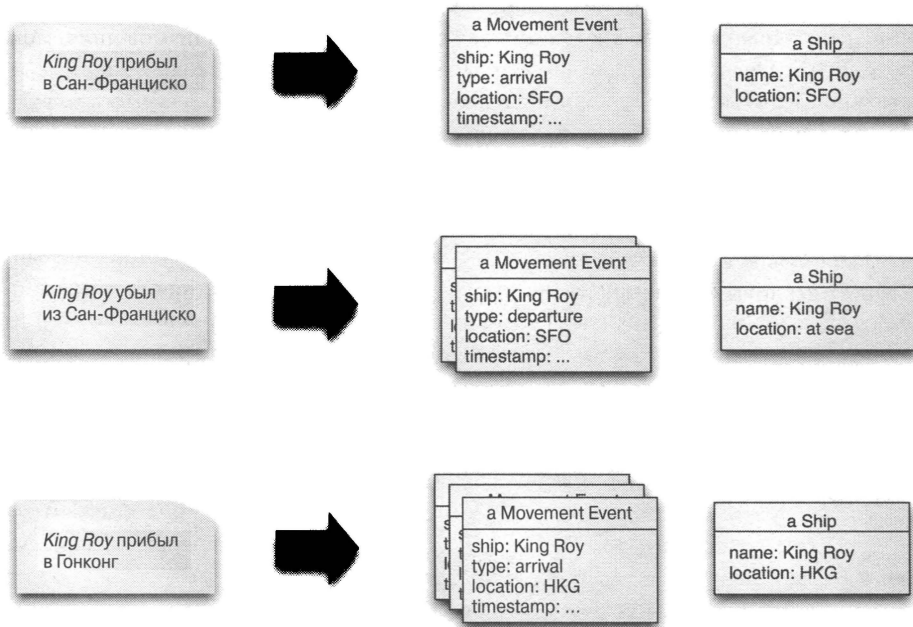 King Roy прибыл
в Сан-Франциско
a Movement Event
ship: King Roy
type: arrival
location: SFO
timestamp: ...
a Ship
name: King Roy
location: SFO
King Roy убыл
из Сан-Франциско
a Movement Event
ship: King Roy
type: departure
location: SFO
timestamp: ...
a Ship
name: King Roy
location: at sea
King Roy прибыл
в Гонконг
a Movement Event
ship: King Roy
type: arrival
location: HKG
timestamp: ...
a Ship
name: King Roy
location: HKG